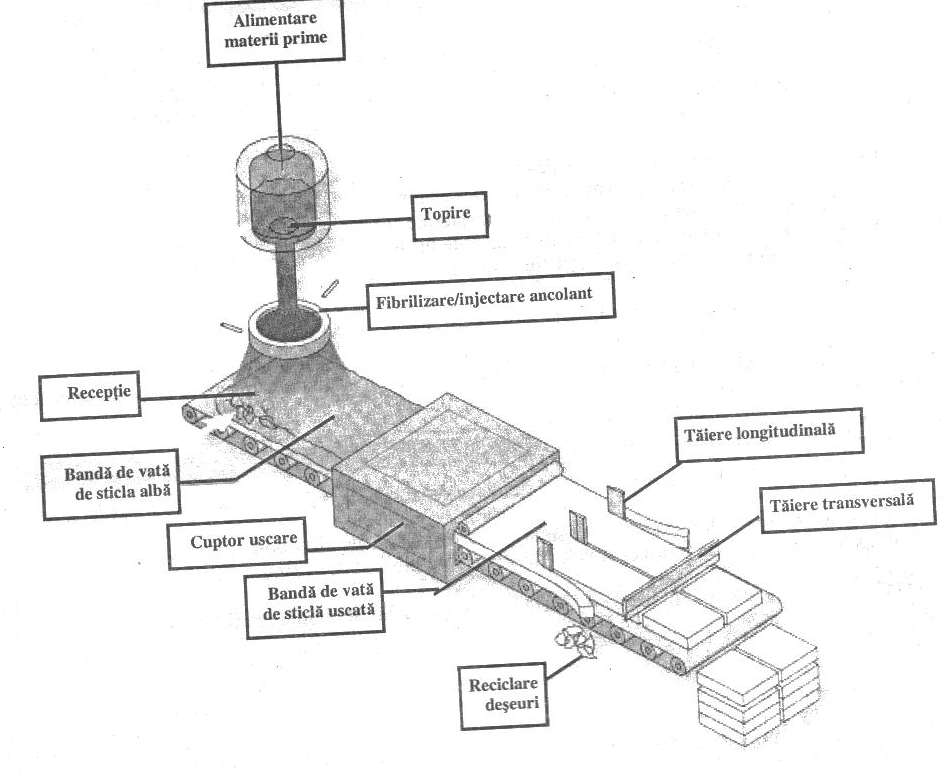 Alimentare
materii prime
Topire
Fibrilizare/injectare ancolant
Recepție
Tăiere longitudinală
Bandă de vată
de sticla albă
Tăiere transversală
Cuptor uscare
Bandă de vată
de sticlă uscată
Reciclare
deșeuri